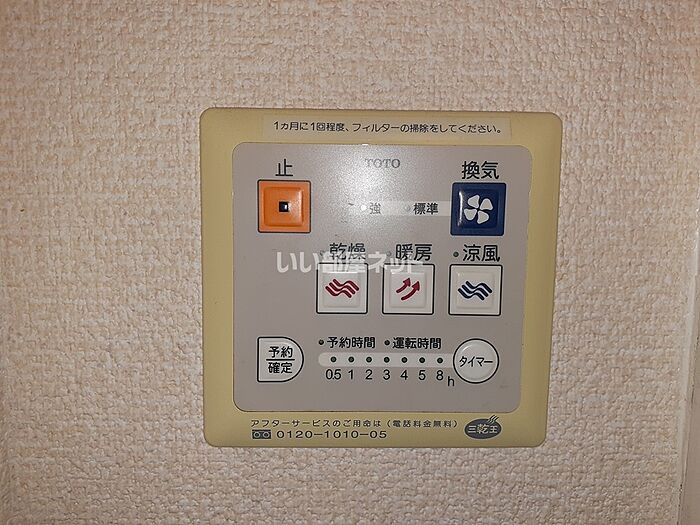 1ヵ月に1回程度、フィルターの掃除をしてください。
TOTO
止 換気
強 標準
乾燥 暖房 涼風
いい部屋ネット
予約時間 運転時間
予約確定 タイマー
0.5 1 2 3 4 5 8 h
アフターサービスのご用命は（電話料金無料）
0120-1010-05
三乾王